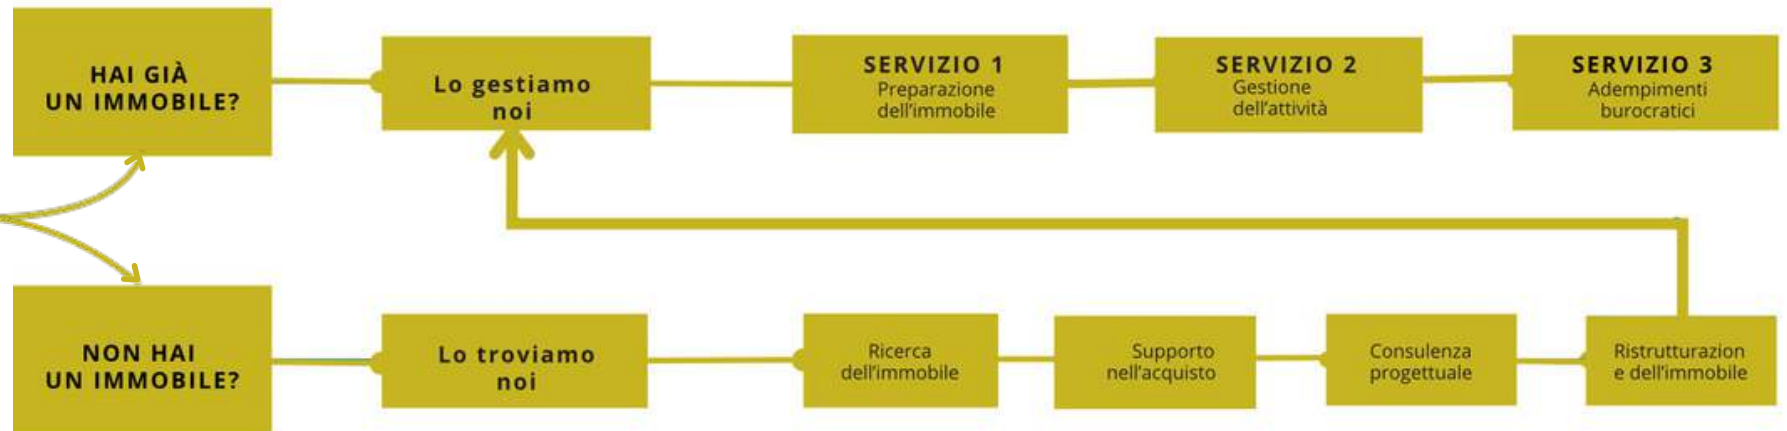 HAI GIÀ
UN IMMOBILE?
Lo gestiamo
noi
SERVIZIO 1
Preparazione
dell'immobile
SERVIZIO 2
Gestione
dell'attività
SERVIZIO 3
Adempimenti
burocratici
NON HAI
UN IMMOBILE?
Lo troviamo
noi
Ricerca
dell'immobile
Supporto
nell'acquisto
Consulenza
progettuale
Ristrutturazion
e dell'immobile